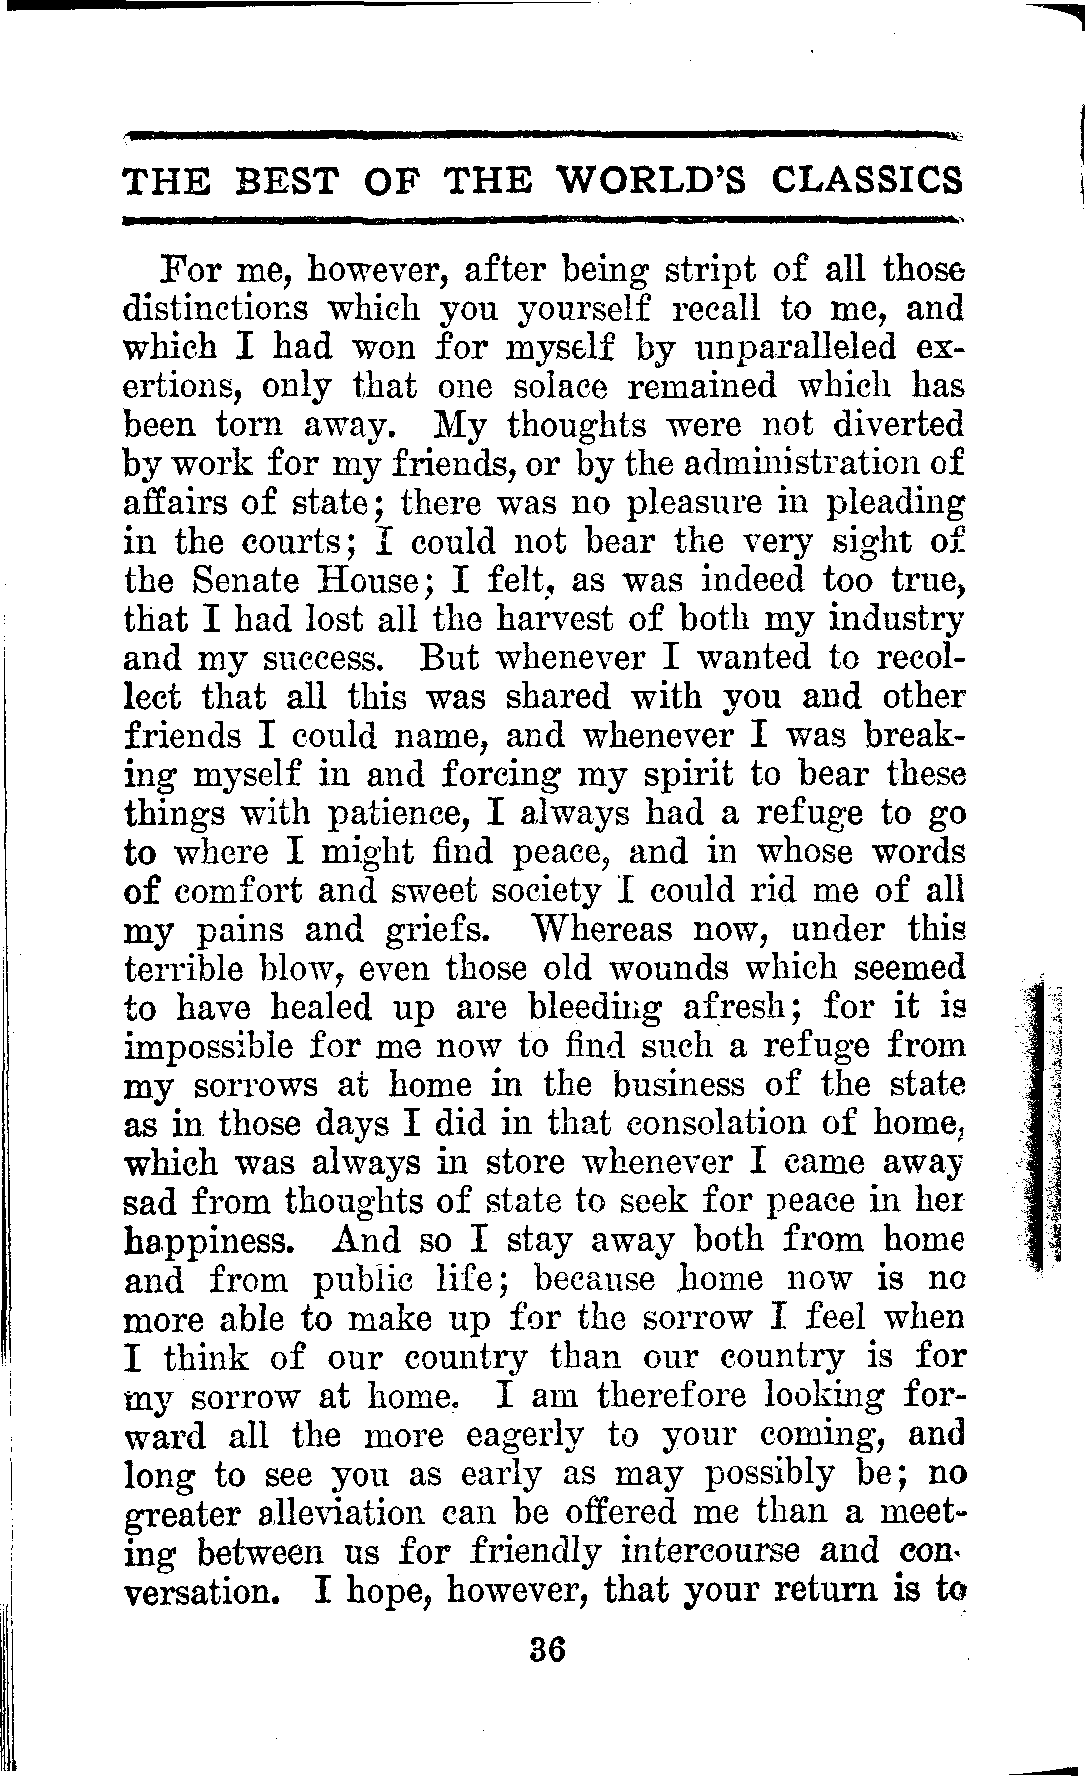 THE BEST OF THE WORLD'S CLASSICS
For me, however, after being stript of all those
distinctions which you yourself recall to me, and
which I had won for myself by unparalleled ex-
ertions, only that one solace remained which has
been torn away. My thoughts were not diverted
by work for my friends, or by the administration of
affairs of state; there was no pleasure in pleading
in the courts; I could not bear the very sight of
the Senate House; I felt, as was indeed too true,
that I had lost all the harvest of both my industry
and my success. But whenever I wanted to recol-
lect that all this was shared with you and other
friends I could name, and whenever I was break-
ing myself in and forcing my spirit to bear these
things with patience, I always had a refuge to go
to where I might find peace, and in whose words
of comfort and sweet society I could rid me of all
my pains and griefs. Whereas now, under this
terrible blow, even those old wounds which seemed
to have healed up are bleeding afresh; for it is
impossible for me now to find such a refuge from
my sorrows at home in the business of the state
as in those days I did in that consolation of home,
which was always in store whenever I came away
sad from thoughts of state to seek for peace in her
happiness. And so I stay away both from home
and from public life; because home now is no
more able to make up for the sorrow I feel when
I think of our country than our country is for
my sorrow at home. I am therefore looking for-
ward all the more eagerly to your coming, and
long to see you as early as may possibly be; no
greater alleviation can be offered me than a meet-
ing between us for friendly intercourse and con-
versation. I hope, however, that your return is to
36